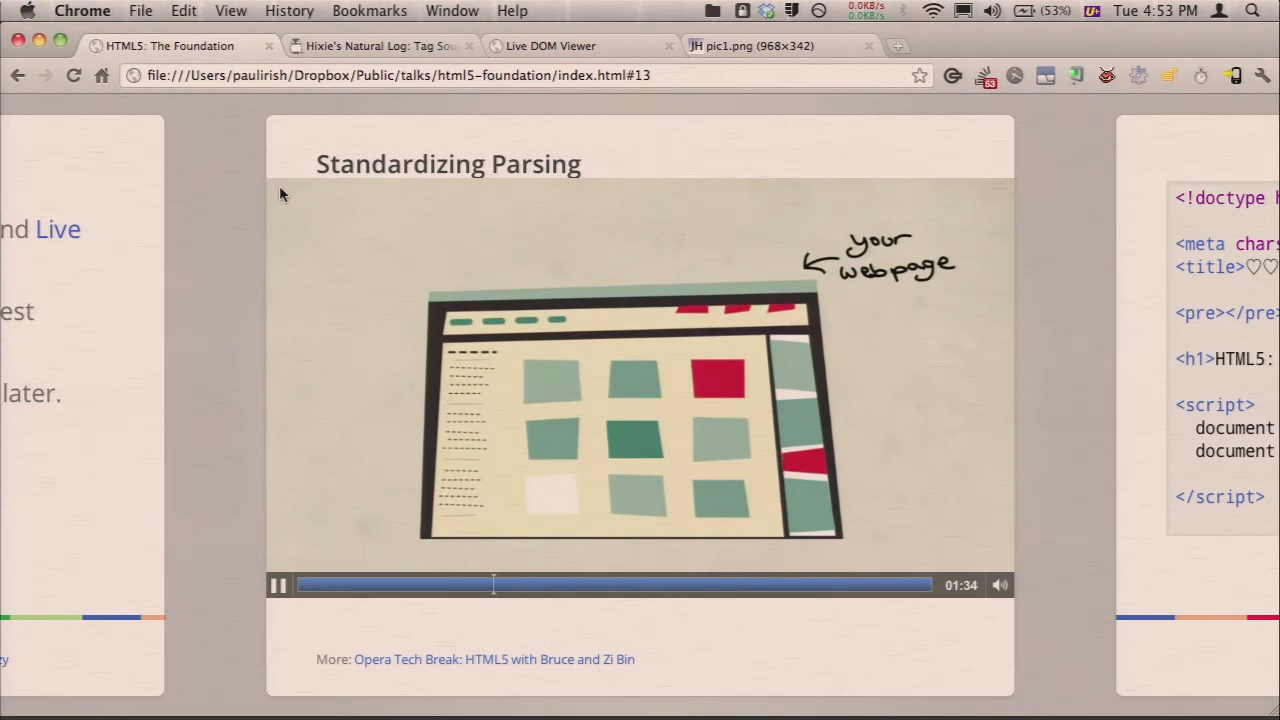 Chrome File Edit View History Bookmarks Window Help 0.0KB/s 0.0KB/s (53%) Tue 4:53 PM
HTML5: The Foundation Hixie's Natural Log: Tag Sou Live DOM Viewer JH pic1.png (968×342)
file:///Users/paulirish/Dropbox/Public/talks/html5-foundation/index.html#13
53
nd Live
est
later.
zy
Standardizing Parsing
your
webpage
01:34
More: Opera Tech Break: HTML5 with Bruce and Zi Bin
<!doctype h
<meta chars
<title>♡♡
<pre></pre>
<h1>HTML5:
<script>
document
document
</script>